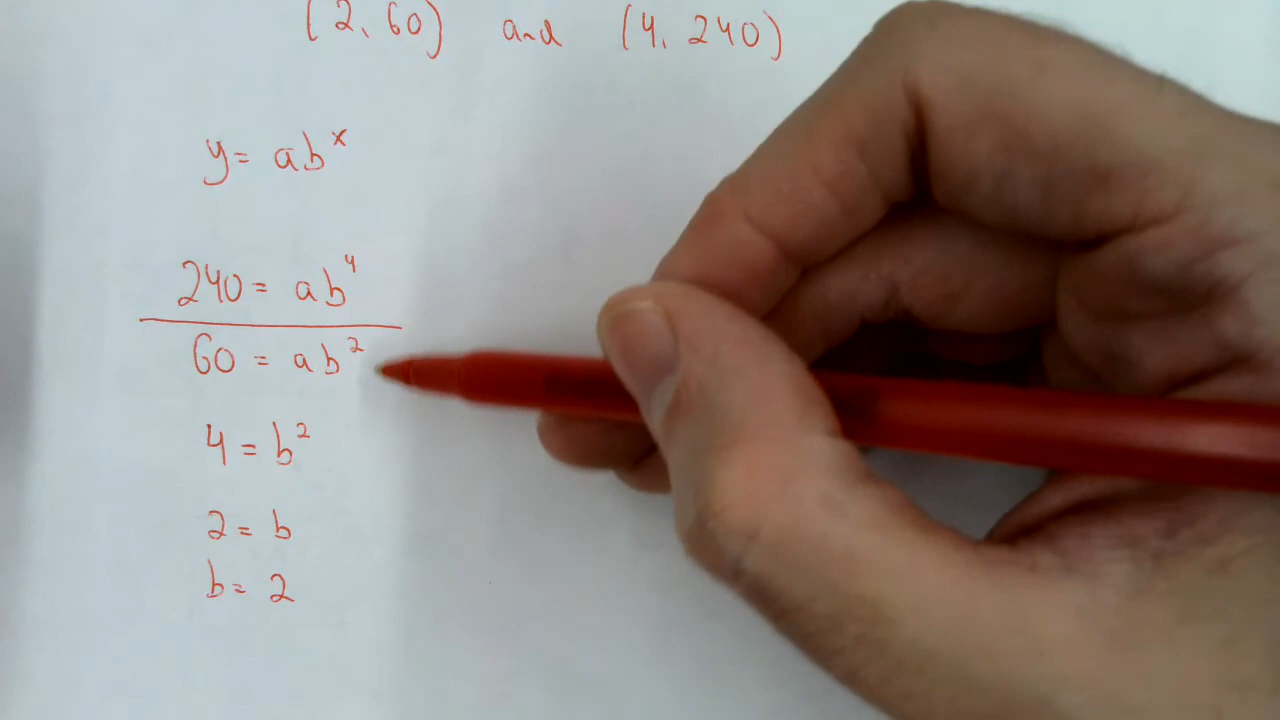 (2, 60) and (4, 240)
y = ab^x
240 = ab^4
60 = ab^2
4 = b^2
2 = b
b = 2